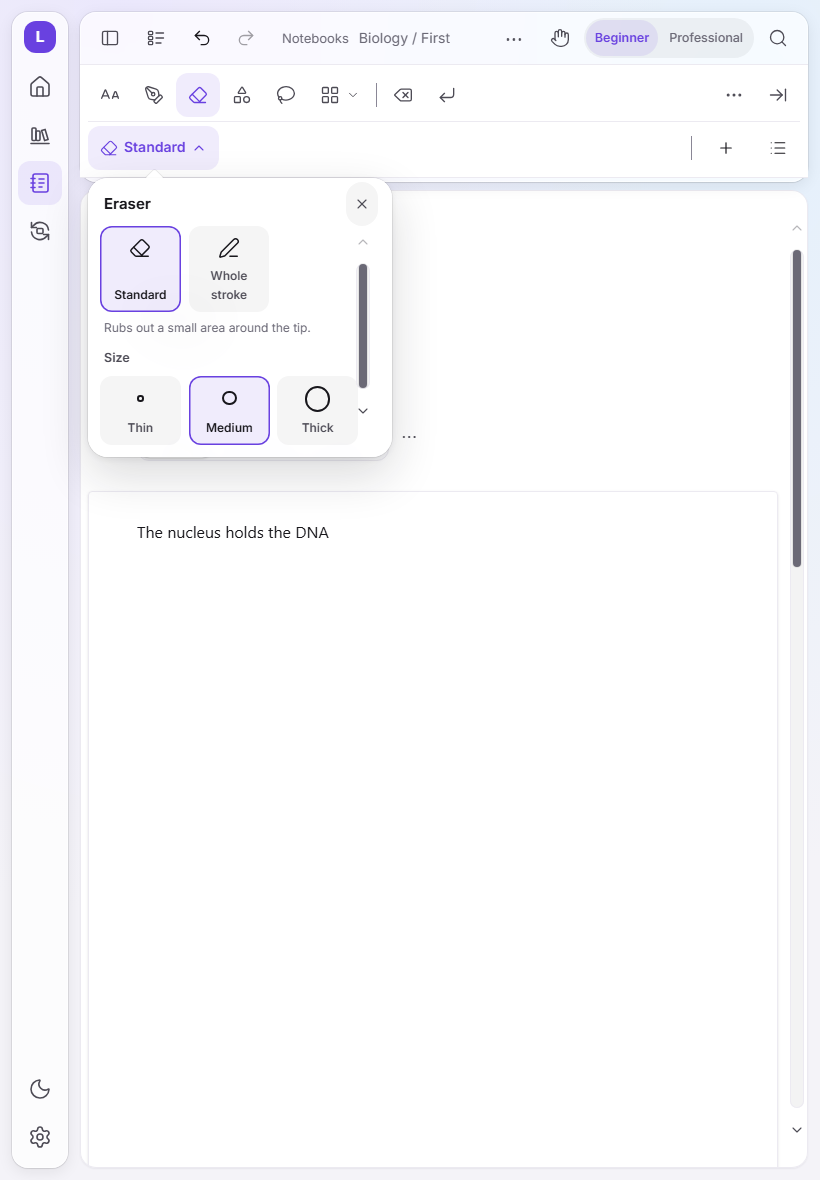 L
Notebooks Biology / First
Beginner Professional
AA
Standard
Eraser
Standard
Whole
stroke
Rubs out a small area around the tip.
Size
Thin Medium Thick
The nucleus holds the DNA